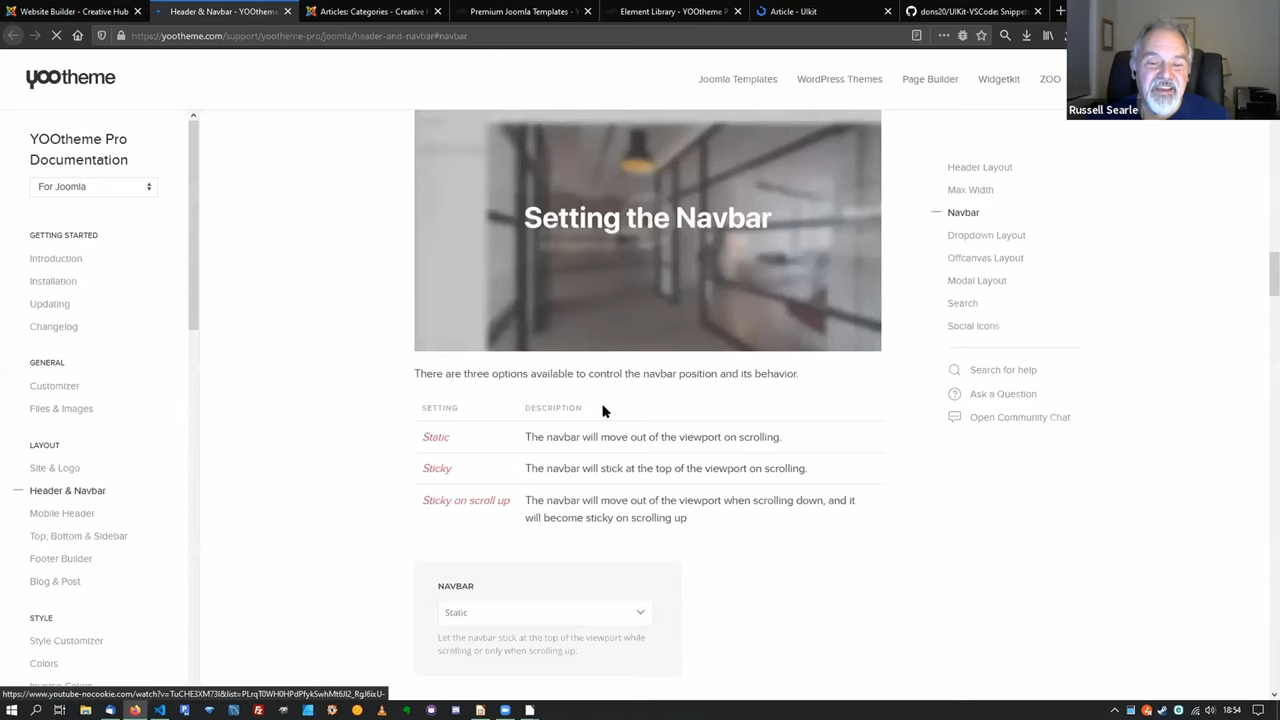 Website Builder - Creative Hub
Header & Navbar - YOOtheme
Articles: Categories - Creative H
Premium Joomla Templates - Y
Element Library - YOOtheme P
Article - UIkit
dons20/UIKit-VSCode: Snippets
https://yootheme.com/support/yootheme-pro/joomla/header-and-navbar#navbar
Russell Searle
yootheme
Joomla Templates
WordPress Themes
Page Builder
Widgetkit
ZOO
YOOtheme Pro
Documentation
For Joomla
GETTING STARTED
Introduction
Installation
Updating
Changelog
GENERAL
Customizer
Files & Images
LAYOUT
Site & Logo
Header & Navbar
Mobile Header
Top, Bottom & Sidebar
Footer Builder
Blog & Post
STYLE
Style Customizer
Colors
Inverse Colors
Setting the Navbar
There are three options available to control the navbar position and its behavior.
SETTING DESCRIPTION
Static The navbar will move out of the viewport on scrolling.
Sticky The navbar will stick at the top of the viewport on scrolling.
Sticky on scroll up The navbar will move out of the viewport when scrolling down, and it
will become sticky on scrolling up
NAVBAR
Static
Let the navbar stick at the top of the viewport while
scrolling or only when scrolling up.
Header Layout
Max Width
Navbar
Dropdown Layout
Offcanvas Layout
Modal Layout
Search
Social Icons
Search for help
Ask a Question
Open Community Chat
18:54